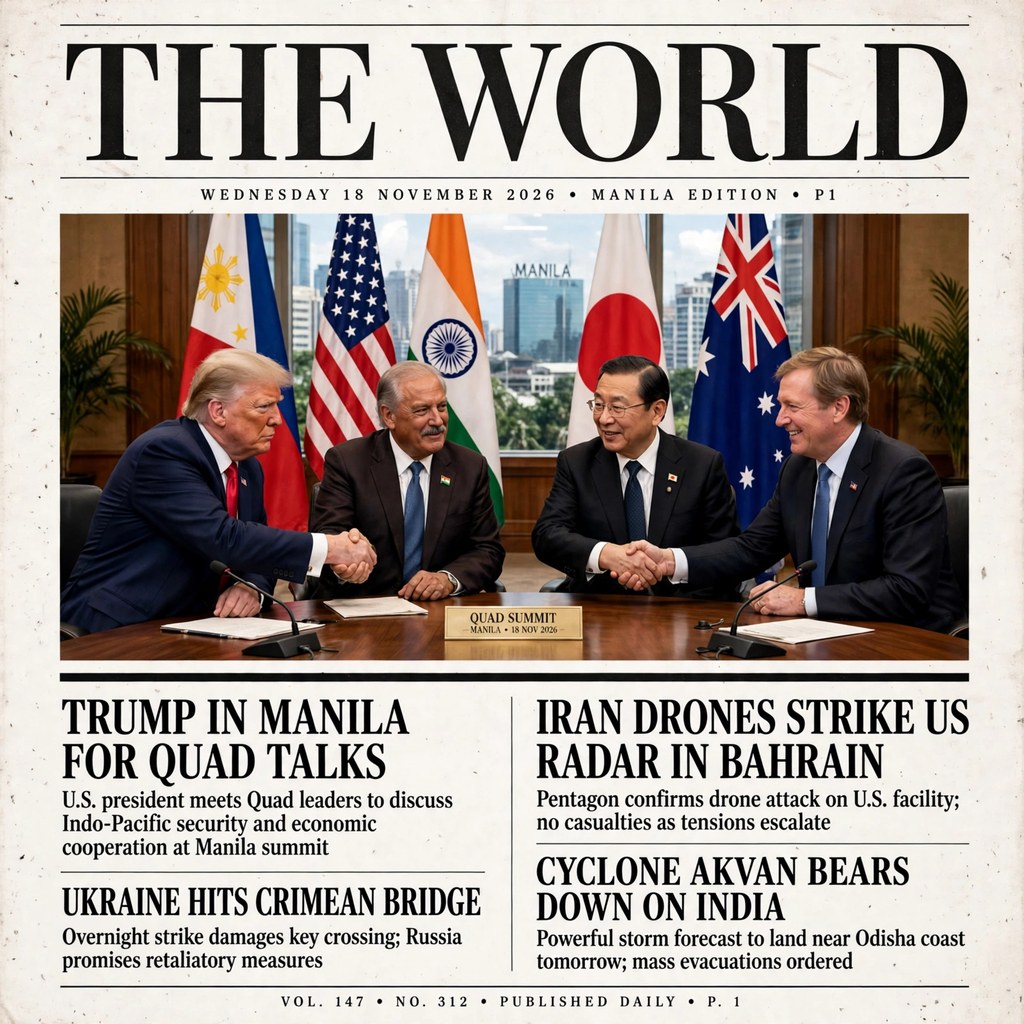 THE WORLD
WEDNESDAY 18 NOVEMBER 2026 • MANILA EDITION • P1
MANILA
QUAD SUMMIT
MANILA • 18 NOV 2026
TRUMP IN MANILA
FOR QUAD TALKS
U.S. president meets Quad leaders to discuss
Indo-Pacific security and economic
cooperation at Manila summit
UKRAINE HITS CRIMEAN BRIDGE
Overnight strike damages key crossing; Russia
promises retaliatory measures
IRAN DRONES STRIKE US
RADAR IN BAHRAIN
Pentagon confirms drone attack on U.S. facility;
no casualties as tensions escalate
CYCLONE AKVAN BEARS
DOWN ON INDIA
Powerful storm forecast to land near Odisha coast
tomorrow; mass evacuations ordered
VOL. 147 • NO. 312 • PUBLISHED DAILY • P. 1